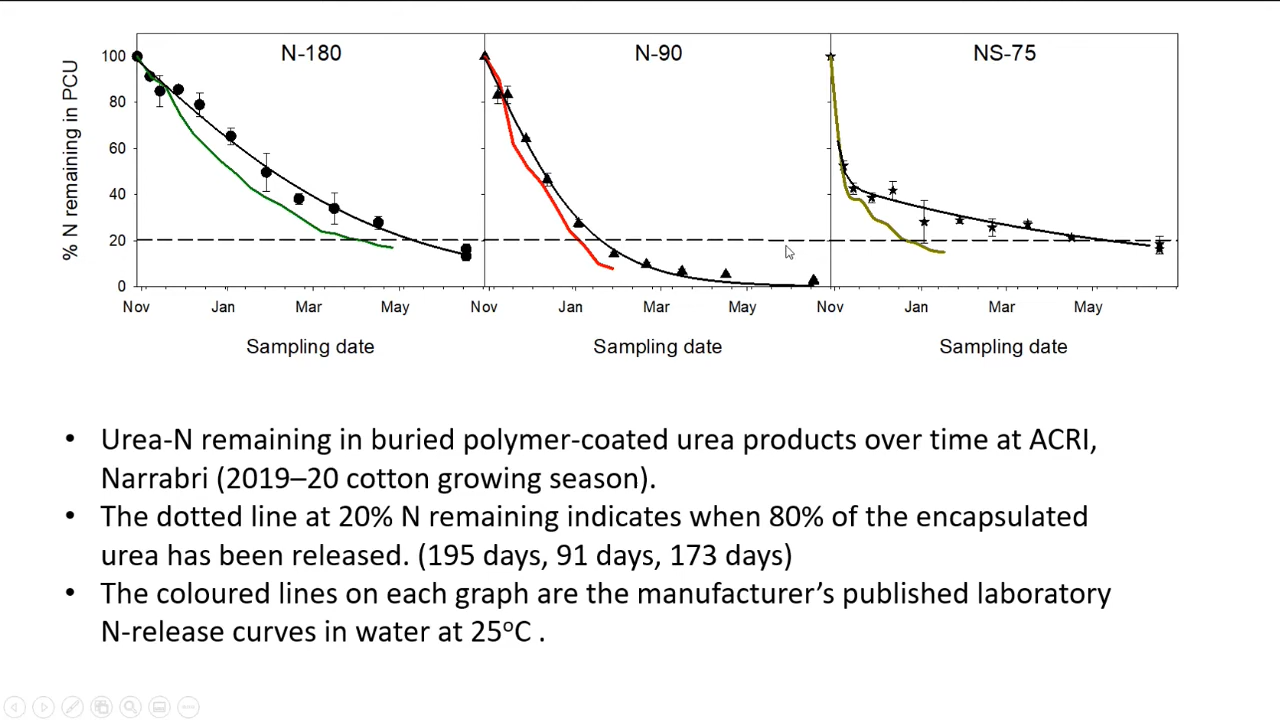 N-180 N-90 NS-75
% N remaining in PCU
100
80
60
40
20
0
Nov Jan Mar May Nov Jan Mar May Nov Jan Mar May
Sampling date Sampling date Sampling date
• Urea-N remaining in buried polymer-coated urea products over time at ACRI,
Narrabri (2019–20 cotton growing season).
• The dotted line at 20% N remaining indicates when 80% of the encapsulated
urea has been released. (195 days, 91 days, 173 days)
• The coloured lines on each graph are the manufacturer’s published laboratory
N-release curves in water at 25ºC .